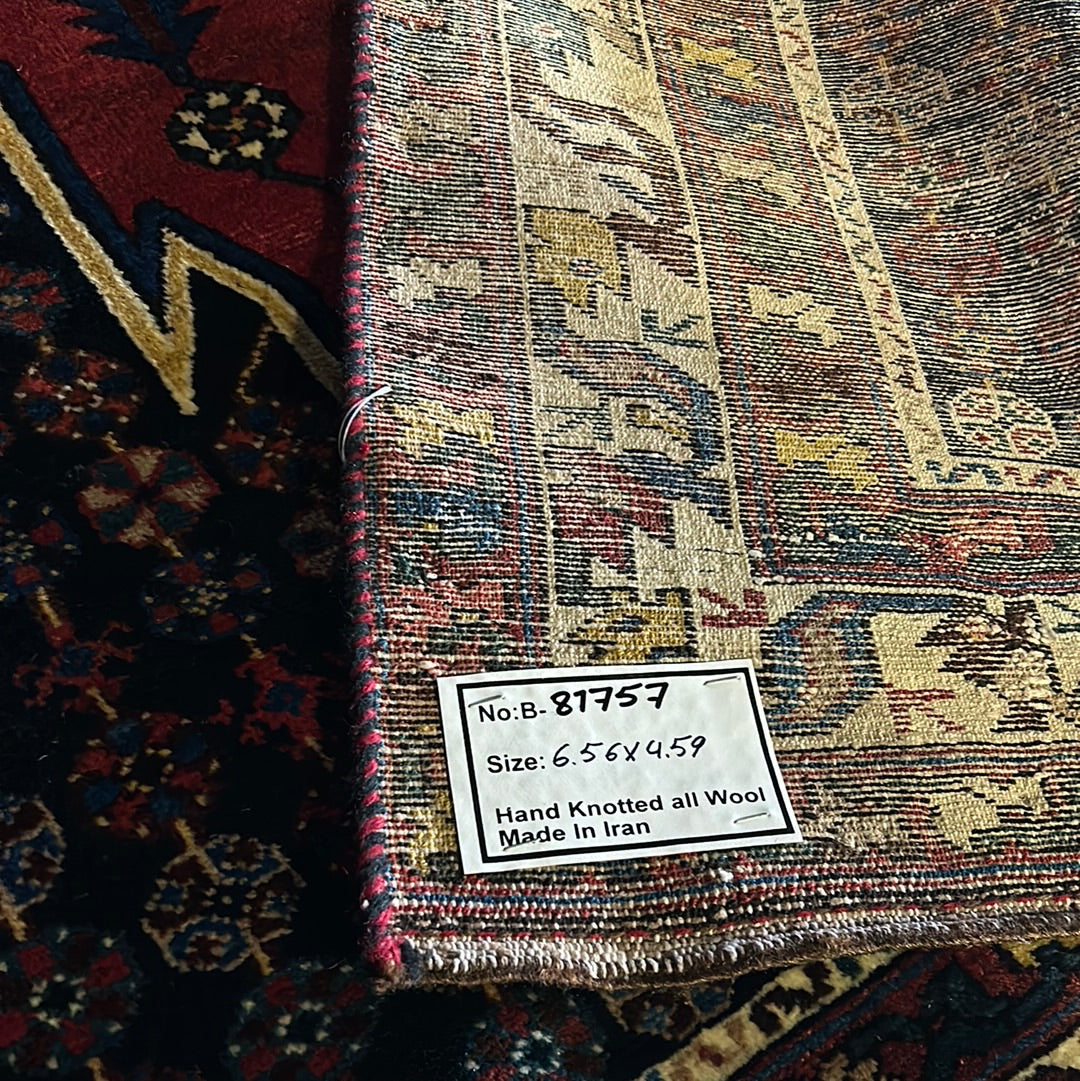 No:B- 81757
Size: 6.56x4.59
Hand Knotted all Wool
Made In Iran